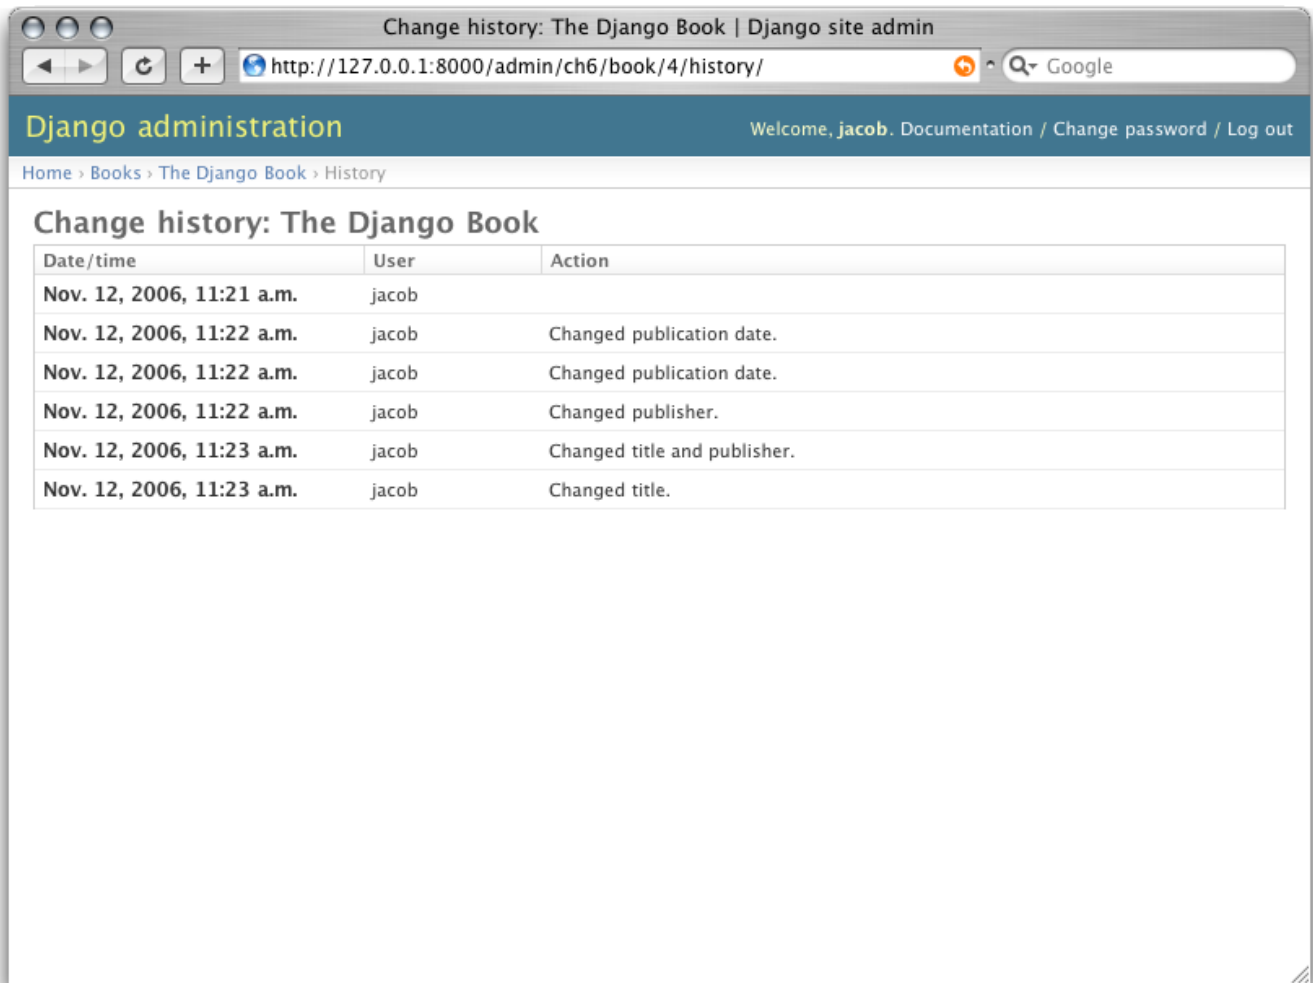 Change history: The Django Book | Django site admin
http://127.0.0.1:8000/admin/ch6/book/4/history/ Google
Django administration Welcome, jacob. Documentation / Change password / Log out
Home › Books › The Django Book › History
Change history: The Django Book
Date/time User Action
Nov. 12, 2006, 11:21 a.m. jacob
Nov. 12, 2006, 11:22 a.m. jacob Changed publication date.
Nov. 12, 2006, 11:22 a.m. jacob Changed publication date.
Nov. 12, 2006, 11:22 a.m. jacob Changed publisher.
Nov. 12, 2006, 11:23 a.m. jacob Changed title and publisher.
Nov. 12, 2006, 11:23 a.m. jacob Changed title.